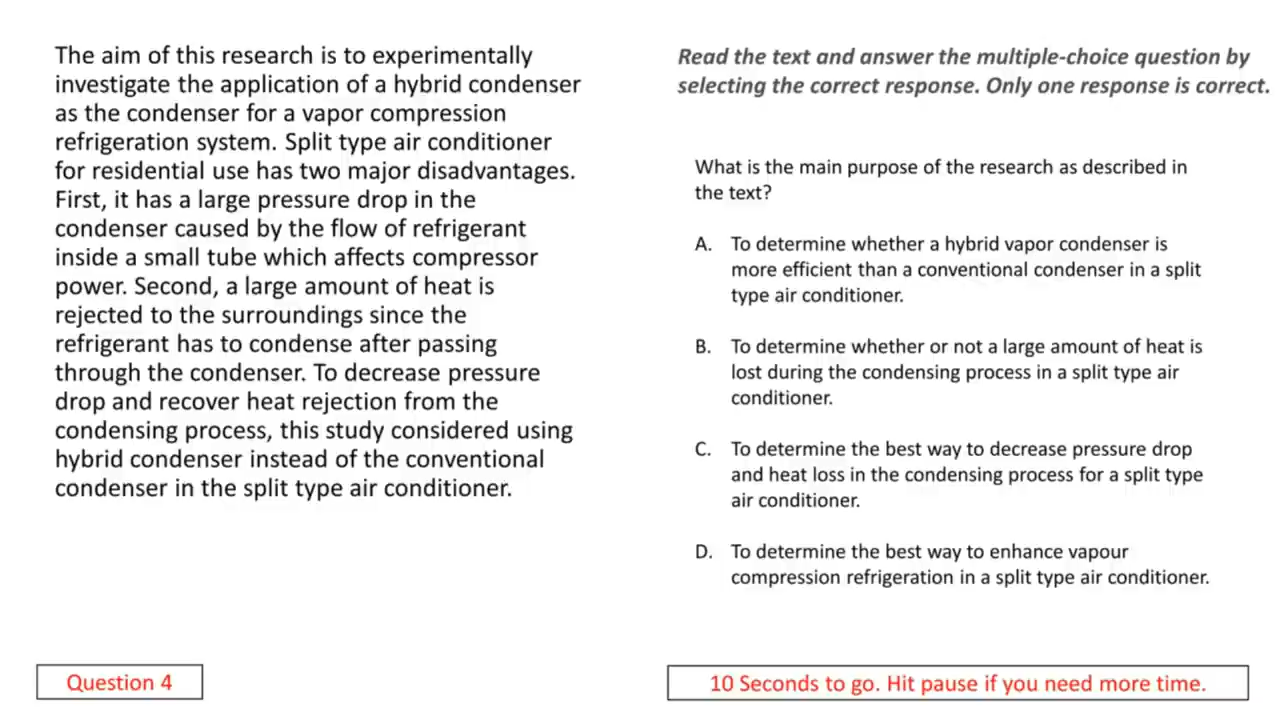 The aim of this research is to experimentally
investigate the application of a hybrid condenser
as the condenser for a vapor compression
refrigeration system. Split type air conditioner
for residential use has two major disadvantages.
First, it has a large pressure drop in the
condenser caused by the flow of refrigerant
inside a small tube which affects compressor
power. Second, a large amount of heat is
rejected to the surroundings since the
refrigerant has to condense after passing
through the condenser. To decrease pressure
drop and recover heat rejection from the
condensing process, this study considered using
hybrid condenser instead of the conventional
condenser in the split type air conditioner.
Read the text and answer the multiple-choice question by
selecting the correct response. Only one response is correct.
What is the main purpose of the research as described in
the text?
A. To determine whether a hybrid vapor condenser is
more efficient than a conventional condenser in a split
type air conditioner.
B. To determine whether or not a large amount of heat is
lost during the condensing process in a split type air
conditioner.
C. To determine the best way to decrease pressure drop
and heat loss in the condensing process for a split type
air conditioner.
D. To determine the best way to enhance vapour
compression refrigeration in a split type air conditioner.
Question 4
10 Seconds to go. Hit pause if you need more time.